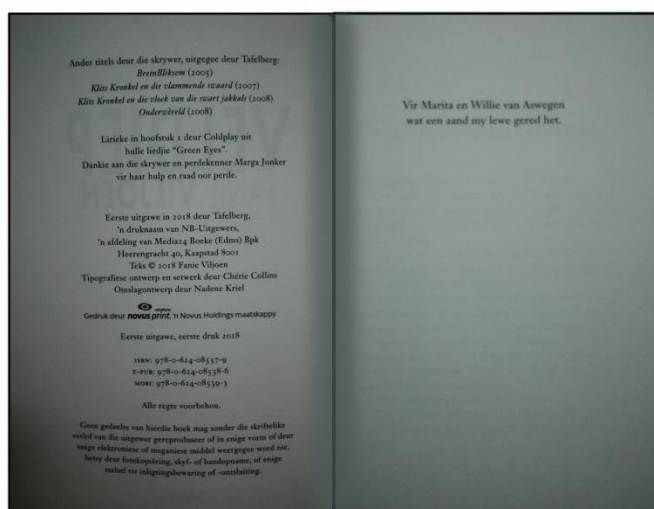 Ander titels deur die skrywer, uitgegee deur Tafelberg:
BreinBliksem (2005)
Klits Kronkel en die vlammende swaard (2007)
Klits Kronkel en die vloek van die swart jakkals (2008)
Onderwêreld (2008)
Lirieke in hoofstuk 1 deur Coldplay uit
hulle liedjie “Green Eyes”.
Dankie aan die skrywer en perdekenner Marga Jonker
vir haar hulp en raad oor perde.
Eerste uitgawe in 2018 deur Tafelberg,
'n druknaam van NB-Uitgewers,
'n afdeling van Media24 Boeke (Edms) Bpk
Heerengracht 40, Kaapstad 8001
Teks © 2018 Fanie Viljoen
Tipografiese ontwerp en setwerk deur Chérie Collins
Omslagontwerp deur Nadene Kriel
Gedruk deur novus print, 'n Novus Holdings-maatskappy
Eerste uitgawe, eerste druk 2018
ISBN: 978-0-624-08537-9
E-PUB: 978-0-624-08538-6
MOBI: 978-0-624-08539-3
Alle regte voorbehou.
Geen gedeelte van hierdie boek mag sonder die skriftelike
verlof van die uitgewer gereproduseer of in enige vorm of deur
enige elektroniese of meganiese middel weergegee word nie,
hetsy deur fotokopiëring, skyf- of bandopname, of enige
stelsel vir inligtingsbewaring of -ontsluiting.
Vir Marita en Willie van Aswegen
wat een aand my lewe gered het.